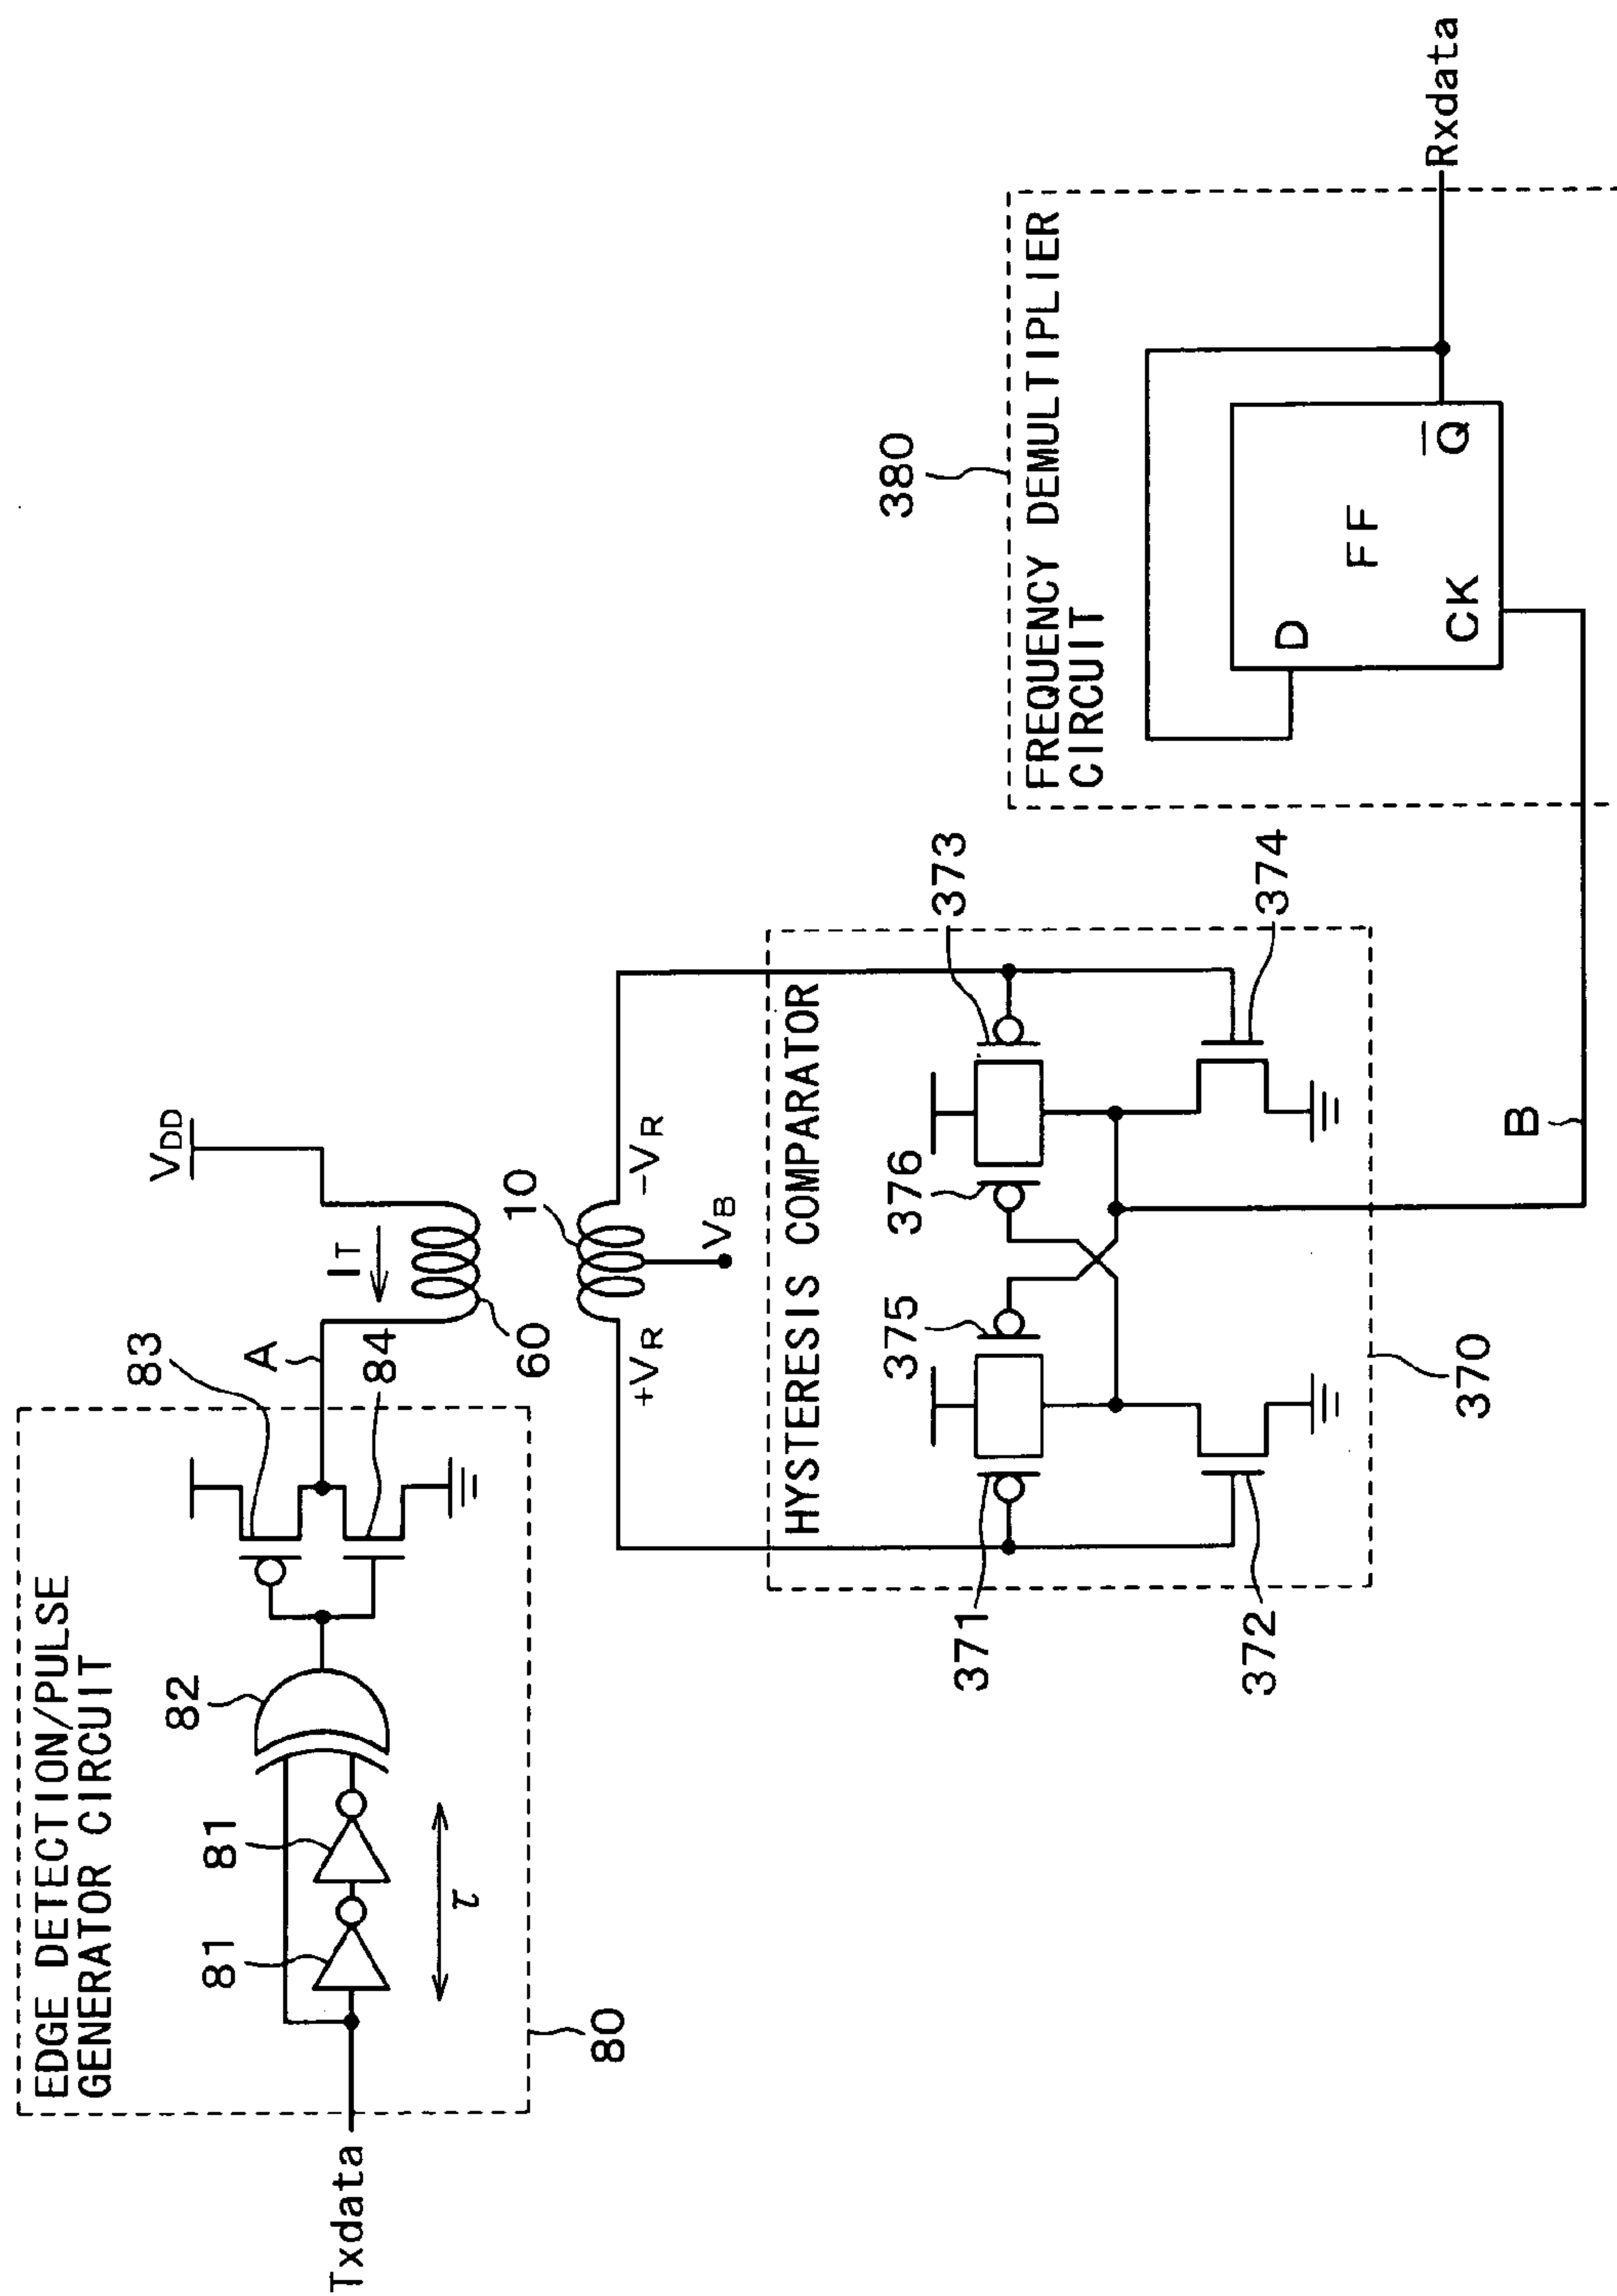 EDGE DETECTION/PULSE
GENERATOR CIRCUIT
Txdata
81
81
82
83
84
τ
80
A
IT
VDD
60
10
+VR
-VR
VB
HYSTERESIS COMPARATOR
371
372
375
376
373
374
370
B
FREQUENCY DEMULTIPLIER
CIRCUIT
380
D
FF
CK
Q̅
Rxdata